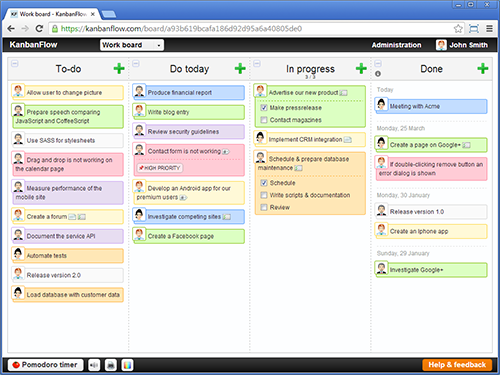 Work board - KanbanFlow
https://kanbanflow.com/board/a93b619bcafa186d92d95a6a40805de0
KanbanFlow
Work board
Administration
John Smith
To-do
Allow user to change picture
Prepare speech comparing
JavaScript and CoffeeScript
Use SASS for stylesheets
Drag and drop is not working on
the calendar page
Measure performance of the
mobile site
Create a forum
Document the service API
Automate tests
Release version 2.0
Load database with customer data
Do today
Produce financial report
Write blog entry
Review security guidelines
Contact form is not working
HIGH PRIORITY
Develop an Android app for our
premium users
Investigate competing sites
Create a Facebook page
In progress
3 / 3
Advertise our new product
Make pressrelease
Contact magazines
Implement CRM integration
Schedule & prepare database
maintenance
Schedule
Write scripts & documentation
Review
Done
Today
Meeting with Acme
Monday, 25 March
Create a page on Google+
If double-clicking remove button an
error dialog is shown
Monday, 30 January
Release version 1.0
Create an Iphone app
Sunday, 29 January
Investigate Google+
Pomodoro timer
Help & feedback